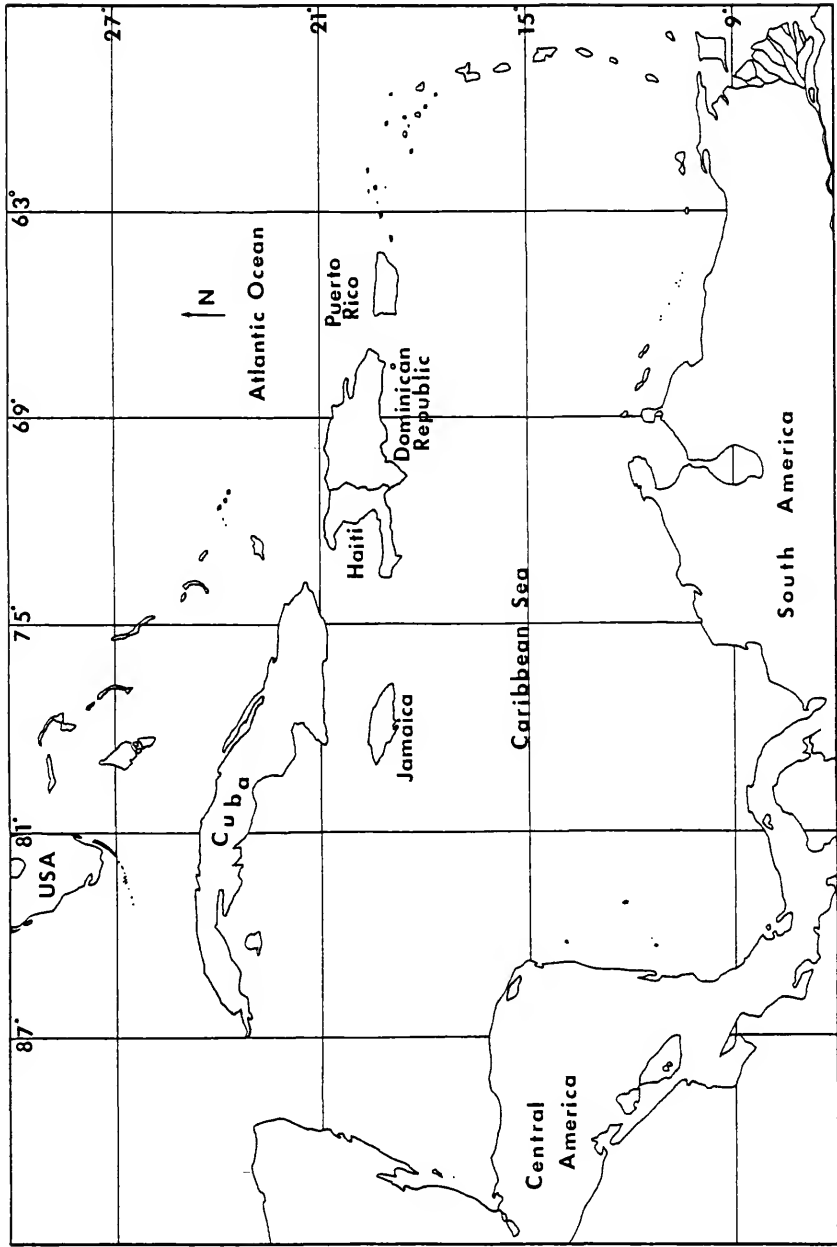 87°
81°
75°
69°
63°
27°
USA
N
Atlantic Ocean
Cuba
21°
Haiti
Dominican
Republic
Puerto
Rico
Jamaica
Caribbean Sea
15°
Central
America
9°
South America